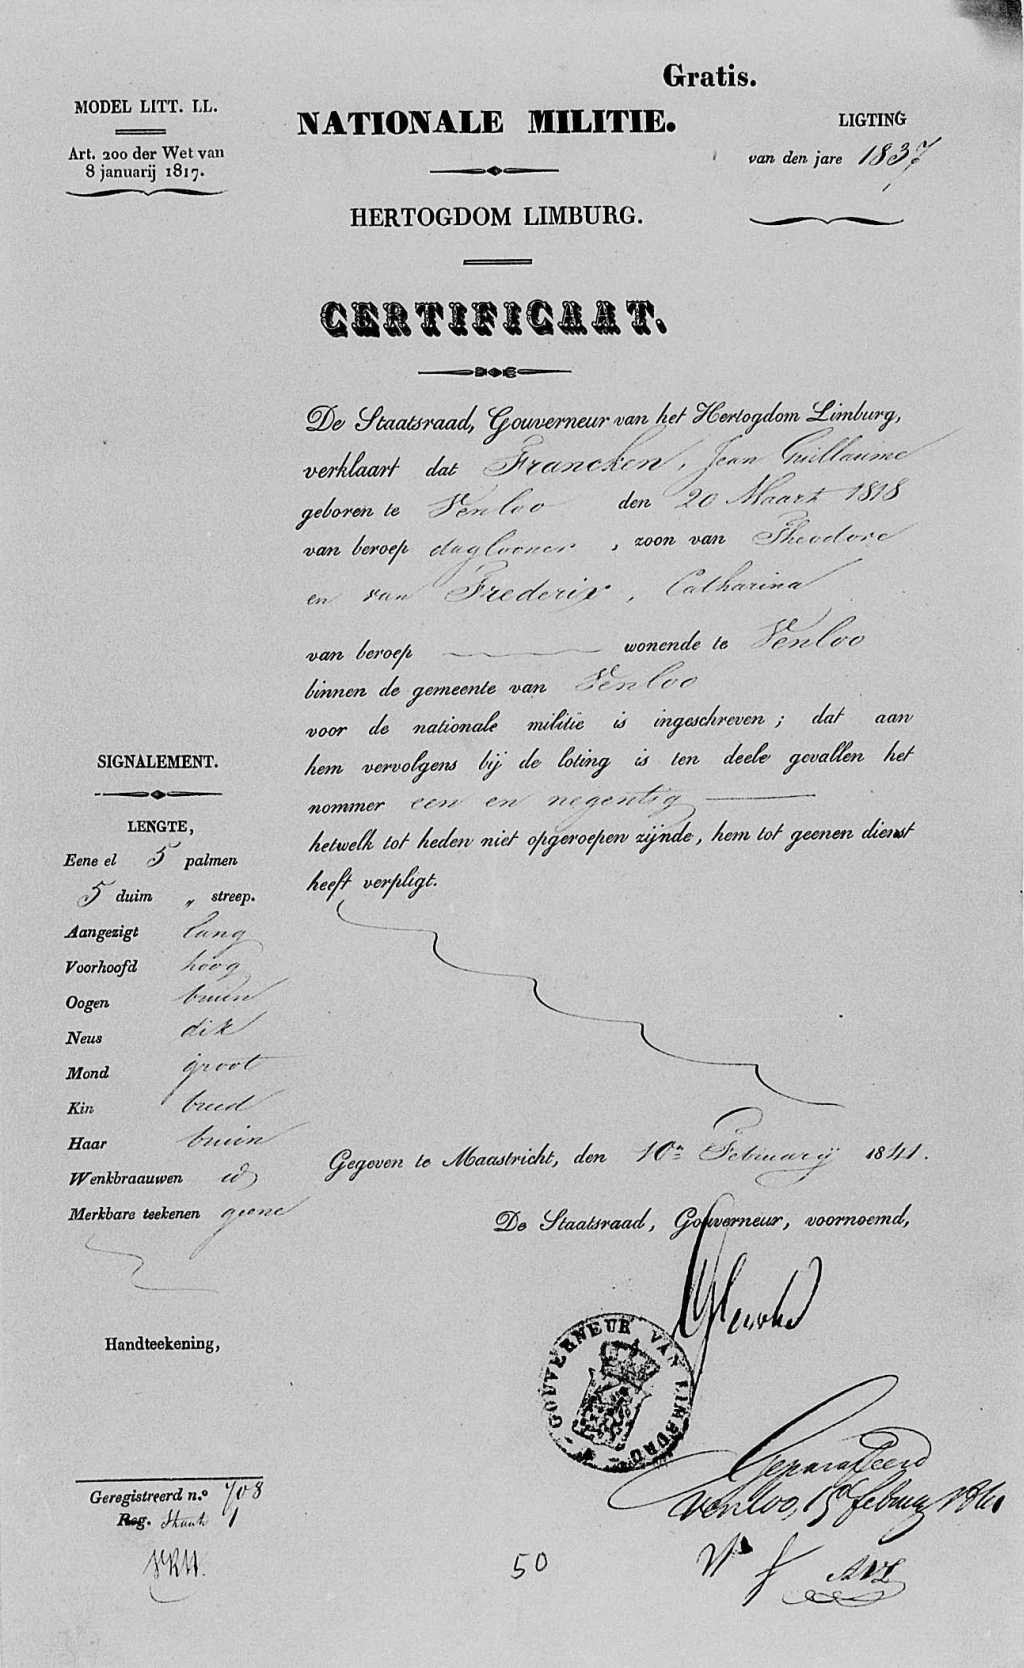 Gratis.
MODEL LITT. LL.
Art. 200 der Wet van
8 januarij 1817.
NATIONALE MILITIE.
LIGTING
van den jare 1837
HERTOGDOM LIMBURG.
CERTIFICAAT.
De Staatsraad, Gouverneur van het Hertogdom Limburg,
verklaart dat Francken, Jean Guillaume
geboren te Venloo den 20 Maart 1818
van beroep daglooner, zoon van Theodore
en van Frederix, Catharina
van beroep wonende te Venloo
binnen de gemeente van Venloo
voor de nationale militie is ingeschreven; dat aan
hem vervolgens bij de loting is ten deele gevallen het
nommer een en negentig
hetwelk tot heden niet opgeroepen zijnde, hem tot geenen dienst
heeft verpligt.
SIGNALEMENT.
LENGTE,
Eene el 5 palmen
5 duim „ streep.
Aangezigt lang
Voorhoofd hoog
Oogen bruin
Neus dik
Mond groot
Kin breed
Haar bruin
Wenkbraauwen id
Merkbare teekenen geene
Gegeven te Maastricht, den 10n February 1841.
De Staatsraad, Gouverneur, voornoemd,
GOUVERNEUR VAN LIMBURG
Handteekening,
Geregistreerd n.º 708
Reg.
Geparafeerd
Venloo, 15 februarij
50